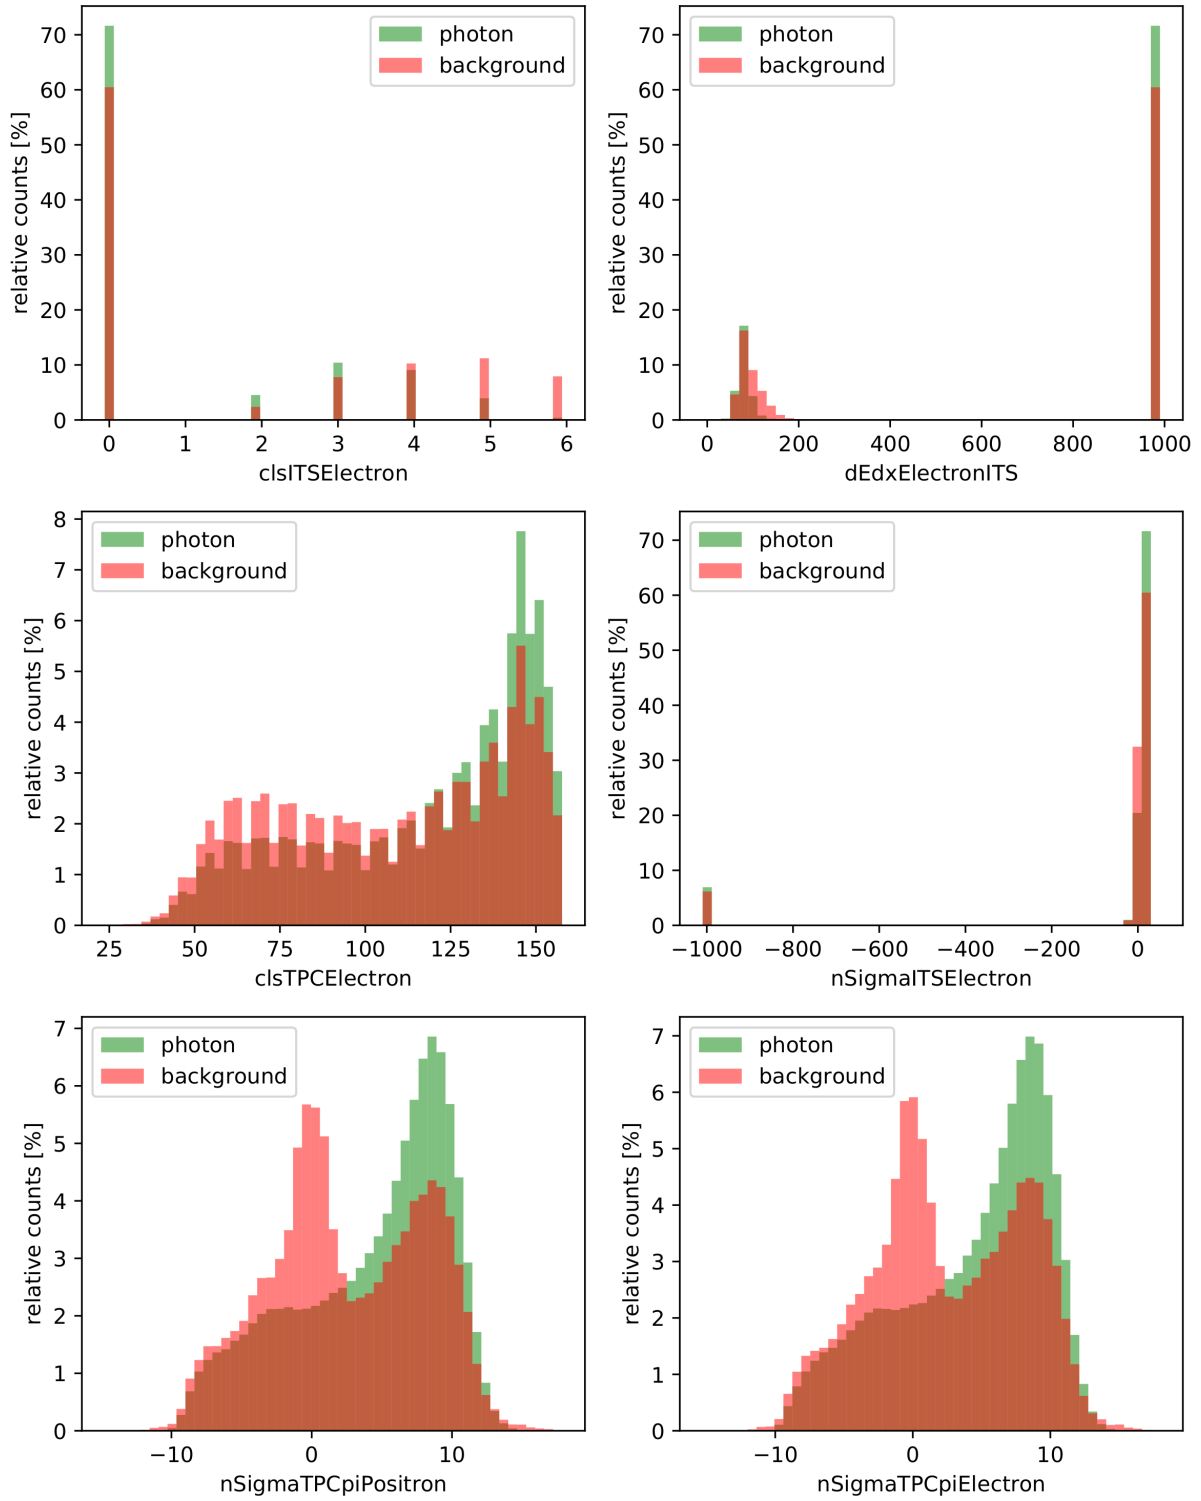 photon
background
relative counts [%]
0
10
20
30
40
50
60
70
0 1 2 3 4 5 6
clsITSElectron
photon
background
relative counts [%]
0
10
20
30
40
50
60
70
0 200 400 600 800 1000
dEdxElectronITS
photon
background
relative counts [%]
0
1
2
3
4
5
6
7
8
25 50 75 100 125 150
clsTPCElectron
photon
background
relative counts [%]
0
10
20
30
40
50
60
70
−1000 −800 −600 −400 −200 0
nSigmaITSElectron
photon
background
relative counts [%]
0
1
2
3
4
5
6
7
−10 0 10
nSigmaTPCpiPositron
photon
background
relative counts [%]
0
1
2
3
4
5
6
7
−10 0 10
nSigmaTPCpiElectron